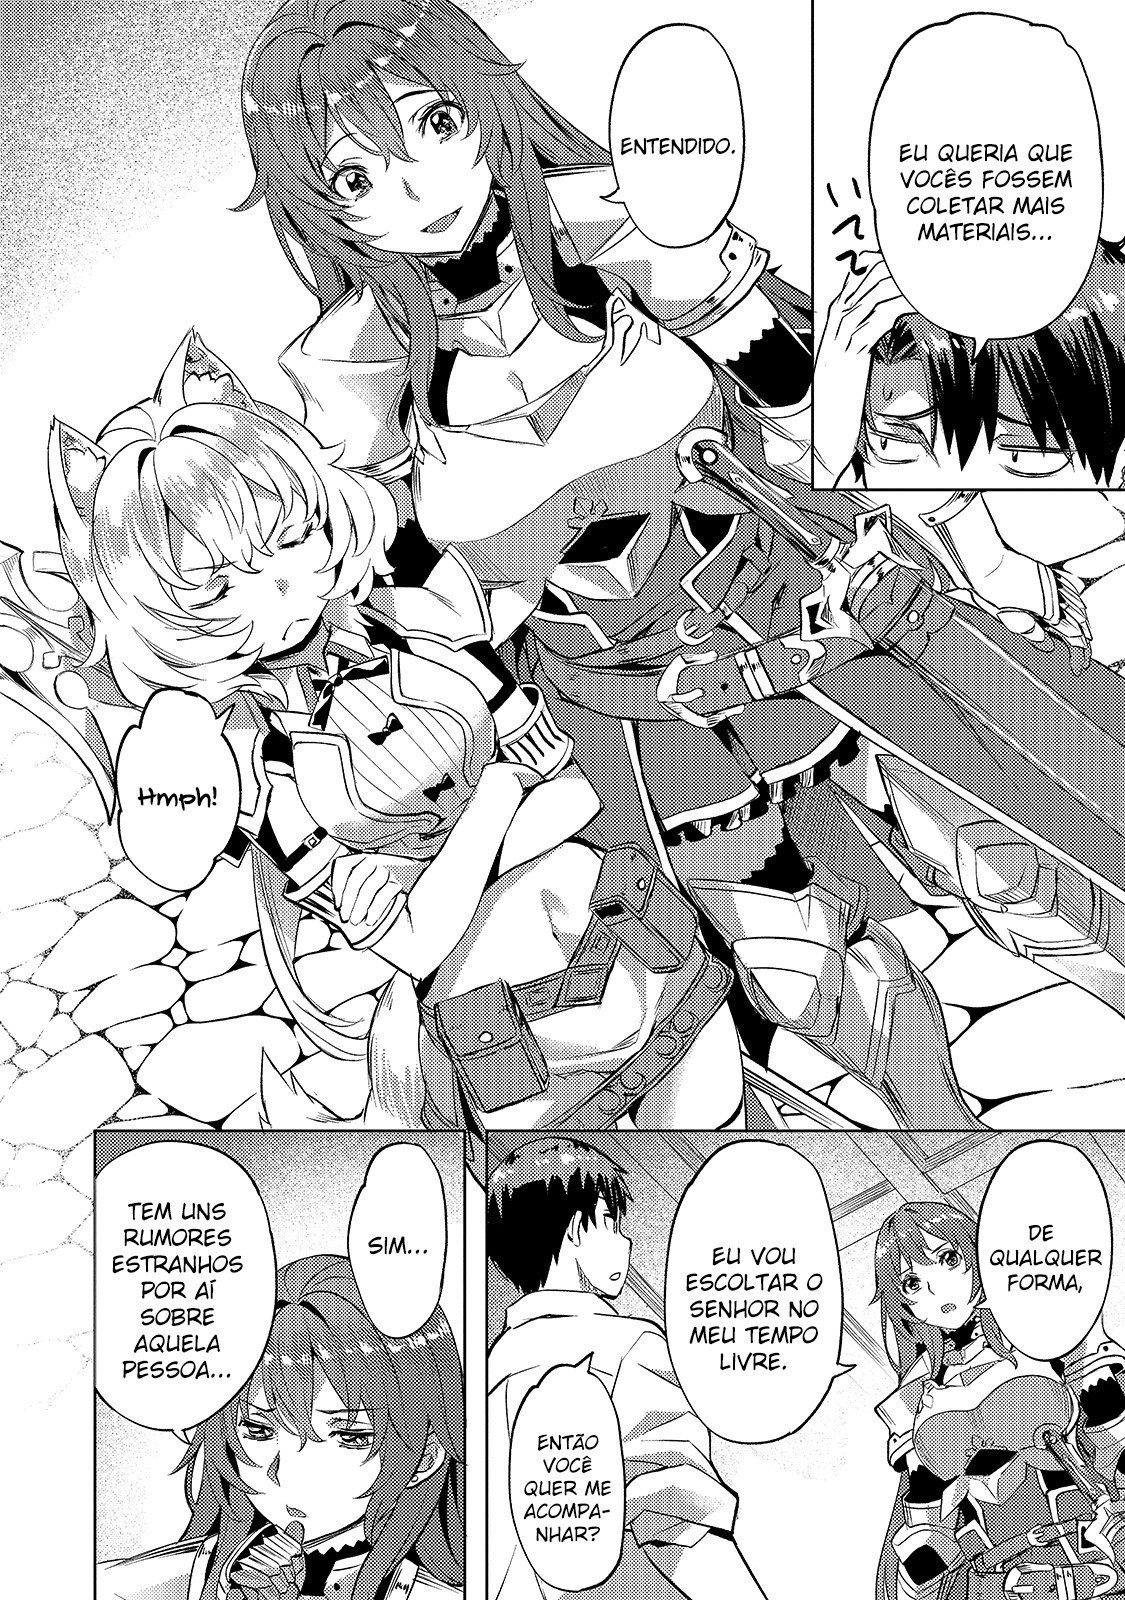 EU QUERIA QUE
VOCÊS FOSSEM
COLETAR MAIS
MATERIAIS...
ENTENDIDO.
Hmph!
DE
QUALQUER
FORMA,
EU VOU
ESCOLTAR O
SENHOR NO
MEU TEMPO
LIVRE.
ENTÃO
VOCÊ
QUER ME
ACOMPA-
NHAR?
SIM...
TEM UNS
RUMORES
ESTRANHOS
POR AÍ
SOBRE
AQUELA
PESSOA...